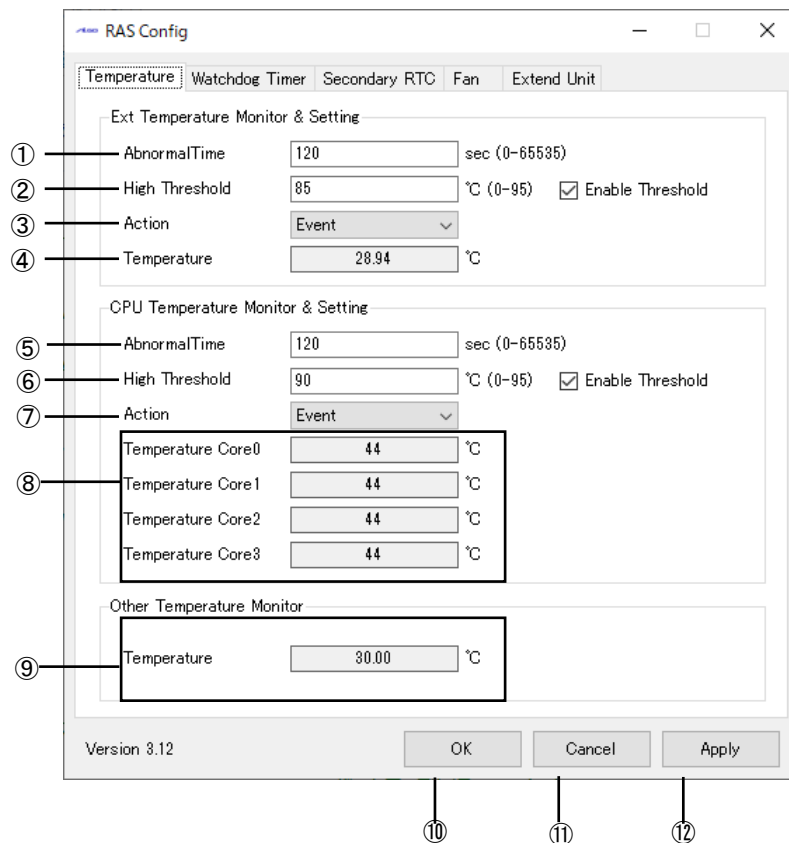 RAS Config
Temperature Watchdog Timer Secondary RTC Fan Extend Unit
Ext Temperature Monitor & Setting
① AbnormalTime 120 sec (0-65535)
② High Threshold 85 ℃ (0-95) Enable Threshold
③ Action Event
④ Temperature 28.94 ℃
CPU Temperature Monitor & Setting
⑤ AbnormalTime 120 sec (0-65535)
⑥ High Threshold 90 ℃ (0-95) Enable Threshold
⑦ Action Event
Temperature Core0 44 ℃
⑧ Temperature Core1 44 ℃
Temperature Core2 44 ℃
Temperature Core3 44 ℃
Other Temperature Monitor
⑨ Temperature 30.00 ℃
Version 3.12 OK Cancel Apply
⑩ ⑪ ⑫